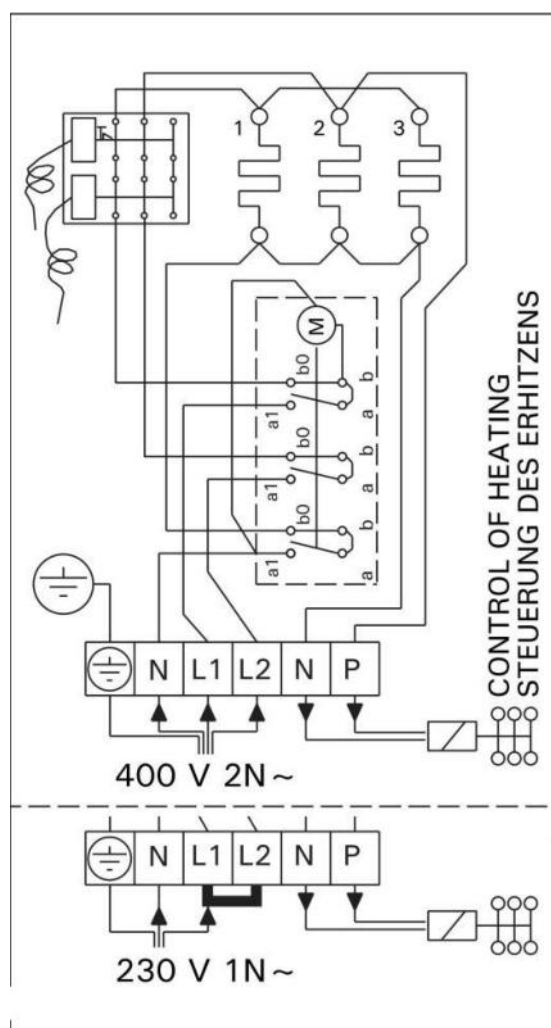 1 2 3
M
b0 b
a1 a
b0 b
a1 a
b0 b
a1 a
N L1 L2 N P
400 V 2N ~
CONTROL OF HEATING
STEUERUNG DES ERHITZENS
N L1 L2 N P
230 V 1N ~